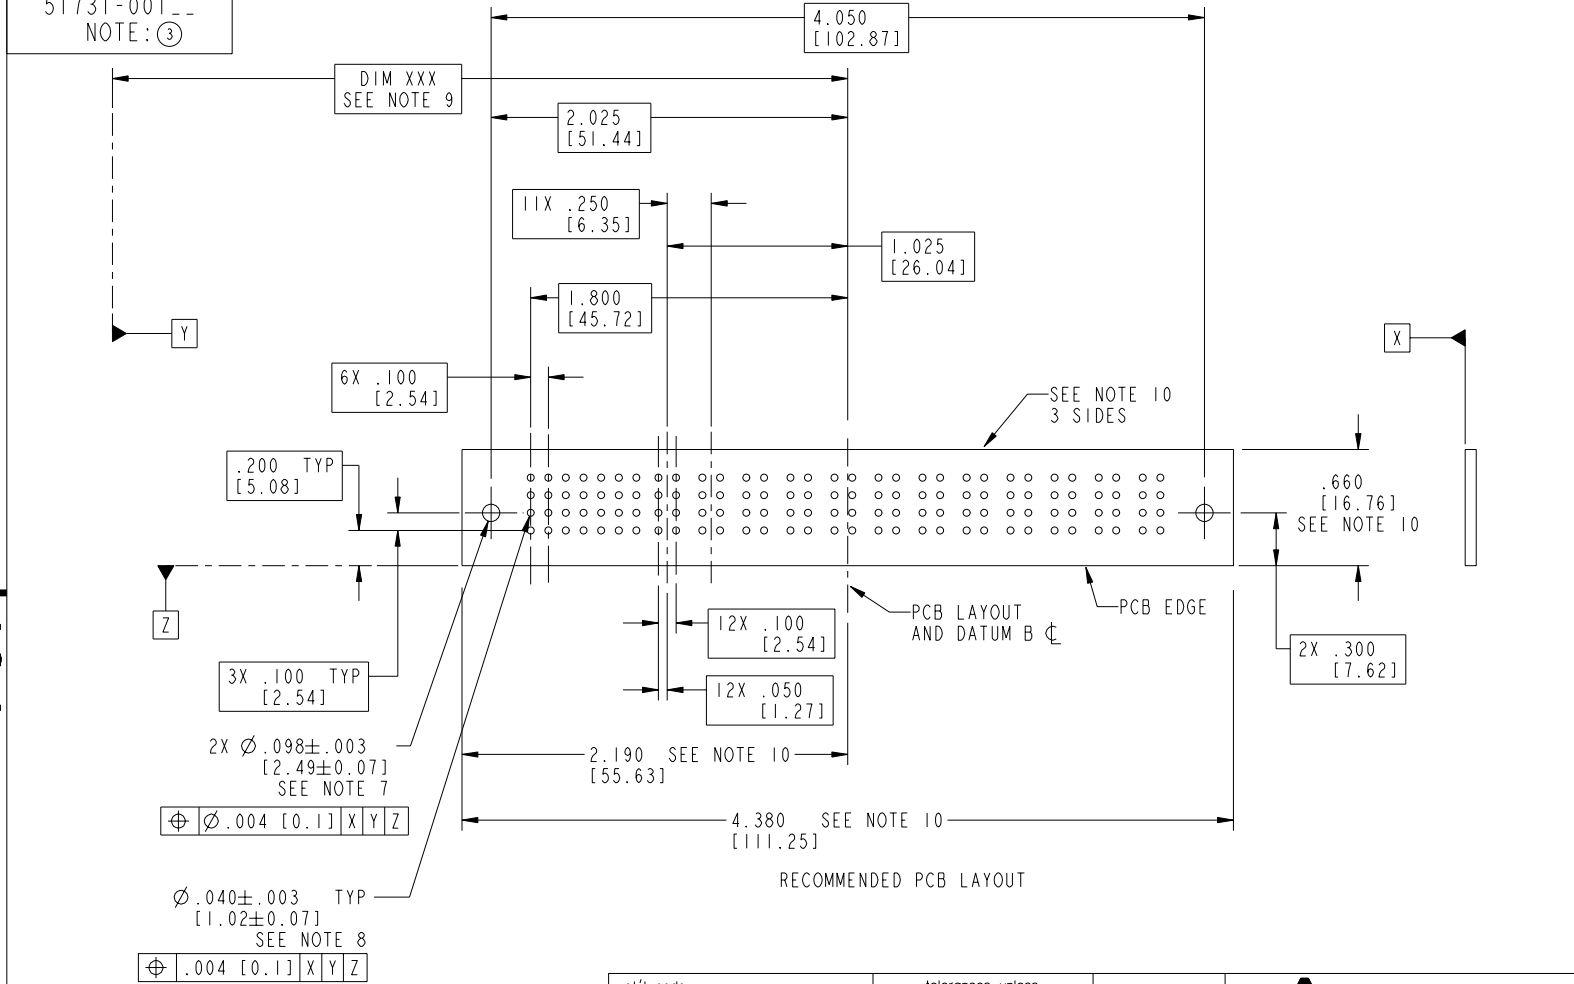 51731-001__
NOTE: 3
4.050
[102.87]
DIM XXX
SEE NOTE 9
2.025
[51.44]
11X .250
[6.35]
1.025
[26.04]
1.800
[45.72]
Y
X
6X .100
[2.54]
SEE NOTE 10
3 SIDES
.200 TYP
[5.08]
.660
[16.76]
SEE NOTE 10
Z
PCB LAYOUT
AND DATUM B ℄
PCB EDGE
12X .100
[2.54]
2X .300
[7.62]
3X .100 TYP
[2.54]
12X .050
[1.27]
2X Ø.098±.003
[2.49±0.07]
SEE NOTE 7
⌖ Ø.004 [0.1] X Y Z
2.190 SEE NOTE 10
[55.63]
4.380 SEE NOTE 10
[111.25]
RECOMMENDED PCB LAYOUT
Ø.040±.003 TYP
[1.02±0.07]
SEE NOTE 8
⌖ .004 [0.1] X Y Z
tolerances unless